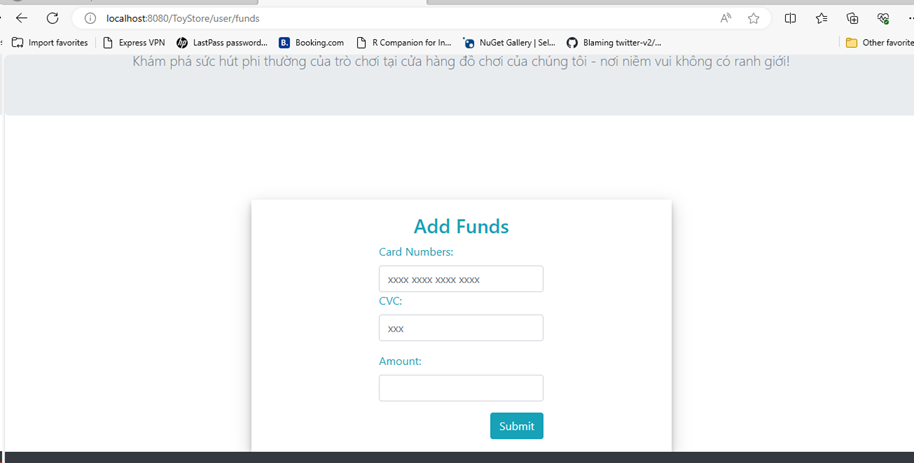 localhost:8080/ToyStore/user/funds
Import favorites Express VPN LastPass password... Booking.com R Companion for In... NuGet Gallery | Sel... Blaming twitter-v2/... Other favorite
Khám phá sức hút phi thường của trò chơi tại cửa hàng đồ chơi của chúng tôi - nơi niềm vui không có ranh giới!
Add Funds
Card Numbers:
xxxx xxxx xxxx xxxx
CVC:
xxx
Amount:
Submit